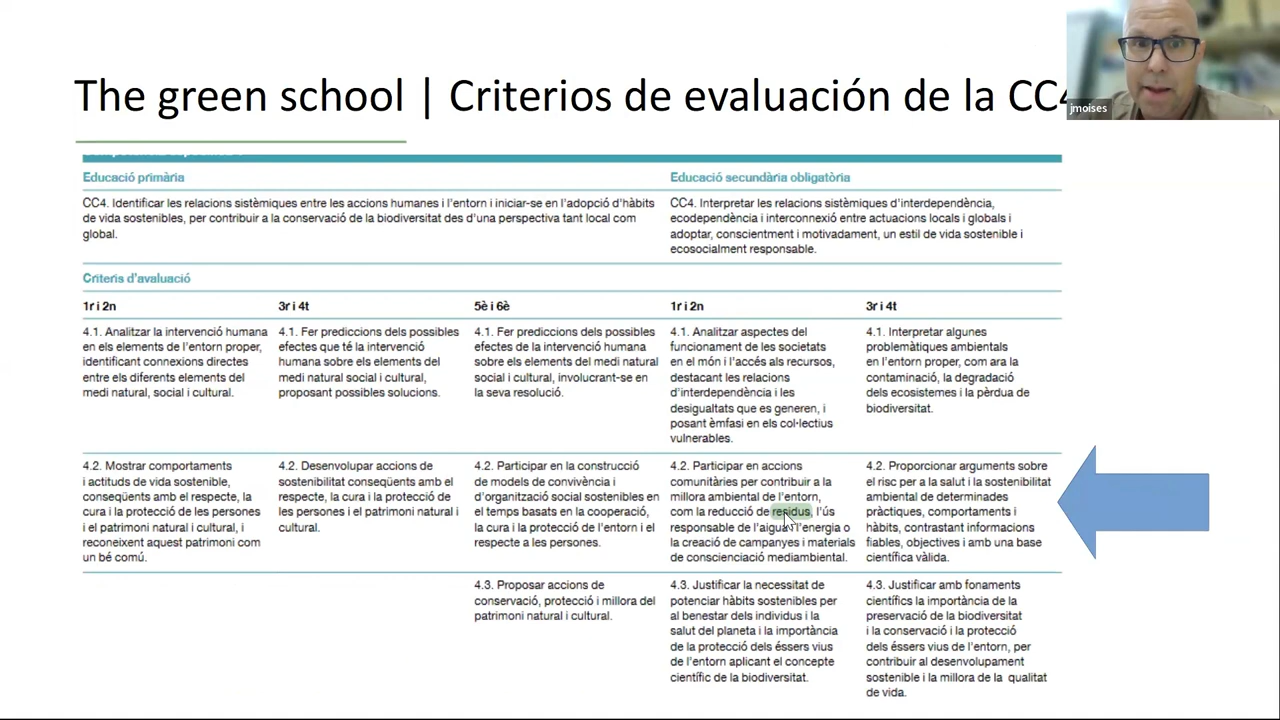 The green school | Criterios de evaluación de la CC4
jmoises
Educació primària
Educació secundària obligatòria
CC4. Identificar les relacions sistèmiques entre les accions humanes i l'entorn i iniciar-se en l'adopció d'hàbits
de vida sostenibles, per contribuir a la conservació de la biodiversitat des d'una perspectiva tant local com
global.
CC4. Interpretar les relacions sistèmiques d'interdependència,
ecodependència i interconnexió entre actuacions locals i globals i
adoptar, conscientment i motivadament, un estil de vida sostenible i
ecosocialment responsable.
Criteris d'avaluació
1r i 2n
3r i 4t
5è i 6è
1r i 2n
3r i 4t
4.1. Analitzar la intervenció humana
en els elements de l'entorn proper,
identificant connexions directes
entre els diferents elements del
medi natural, social i cultural.
4.1. Fer prediccions dels possibles
efectes que té la intervenció
humana sobre els elements del
medi natural social i cultural,
proposant possibles solucions.
4.1. Fer prediccions dels possibles
efectes de la intervenció humana
sobre els elements del medi natural
social i cultural, involucrant-se en
la seva resolució.
4.1. Analitzar aspectes del
funcionament de les societats
en el món i l'accés als recursos,
destacant les relacions
d'interdependència i les
desigualtats que es generen, i
posant èmfasi en els col·lectius
vulnerables.
4.1. Interpretar algunes
problemàtiques ambientals
en l'entorn proper, com ara la
contaminació, la degradació
dels ecosistemes i la pèrdua de
biodiversitat.
4.2. Mostrar comportaments
i actituds de vida sostenible,
conseqüents amb el respecte, la
cura i la protecció de les persones
i el patrimoni natural i cultural, i
reconeixent aquest patrimoni com
un bé comú.
4.2. Desenvolupar accions de
sostenibilitat conseqüents amb el
respecte, la cura i la protecció de
les persones i el patrimoni natural i
cultural.
4.2. Participar en la construcció
de models de convivència i
d'organització social sostenibles en
el temps basats en la cooperació,
la cura i la protecció de l'entorn i el
respecte a les persones.
4.2. Participar en accions
comunitàries per contribuir a la
millora ambiental de l'entorn,
com la reducció de residus, l'ús
responsable de l'aigua i l'energia o
la creació de campanyes i materials
de conscienciació mediambiental.
4.2. Proporcionar arguments sobre
el risc per a la salut i la sostenibilitat
ambiental de determinades
pràctiques, comportaments i
hàbits, contrastant informacions
fiables, objectives i amb una base
científica vàlida.
4.3. Proposar accions de
conservació, protecció i millora del
patrimoni natural i cultural.
4.3. Justificar la necessitat de
potenciar hàbits sostenibles per
al benestar dels individus i la
salut del planeta i la importància
de la protecció dels éssers vius
de l'entorn aplicant el concepte
científic de la biodiversitat.
4.3. Justificar amb fonaments
científics la importància de la
preservació de la biodiversitat
i la conservació i la protecció
dels éssers vius de l'entorn, per
contribuir al desenvolupament
sostenible i la millora de la qualitat
de vida.